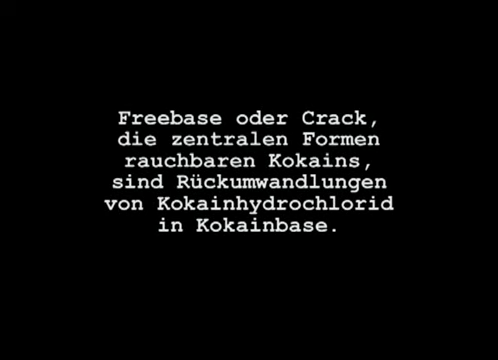 Freebase oder Crack,
die zentralen Formen
rauchbaren Kokains,
sind Rückumwandlungen
von Kokainhydrochlorid
in Kokainbase.